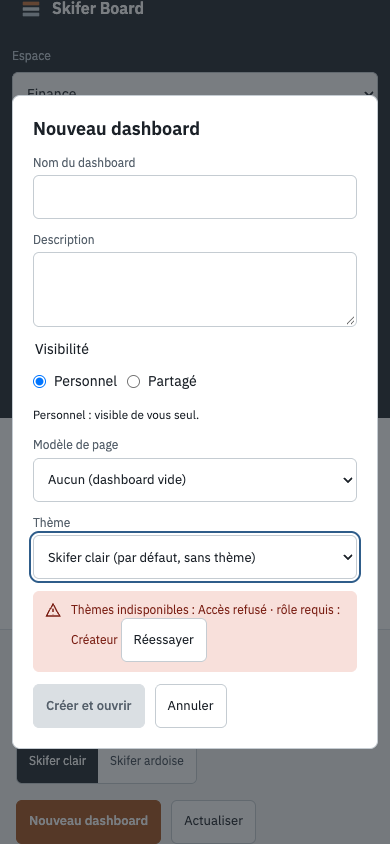 Skifer Board
Espace
Finance
Nouveau dashboard
Nom du dashboard
Description
Visibilité
Personnel
Partagé
Personnel : visible de vous seul.
Modèle de page
Aucun (dashboard vide)
Thème
Skifer clair (par défaut, sans thème)
Thèmes indisponibles : Accès refusé · rôle requis :
Créateur Réessayer
Créer et ouvrir
Annuler
Skifer clair
Skifer ardoise
Nouveau dashboard
Actualiser